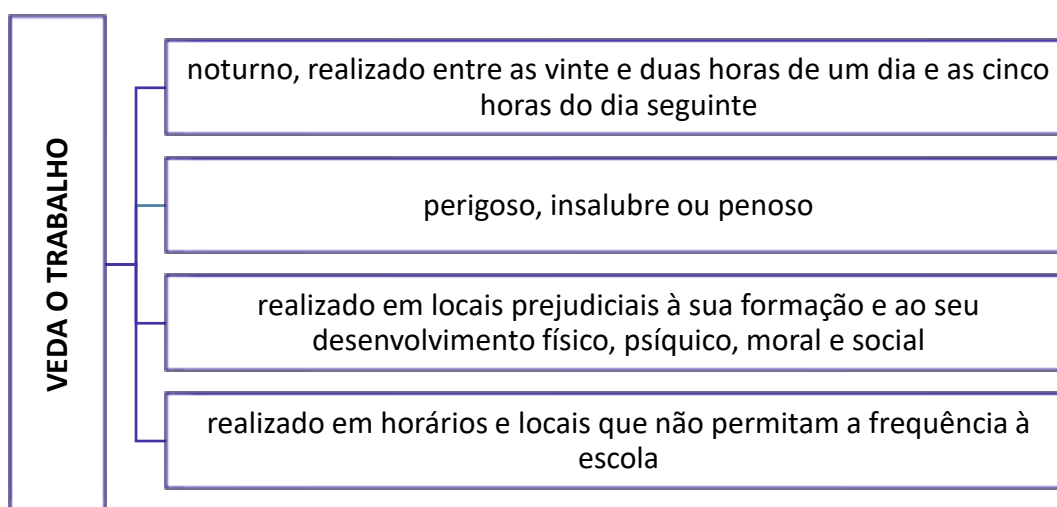 VEDA O TRABALHO
noturno, realizado entre as vinte e duas horas de um dia e as cinco
horas do dia seguinte
perigoso, insalubre ou penoso
realizado em locais prejudiciais à sua formação e ao seu
desenvolvimento físico, psíquico, moral e social
realizado em horários e locais que não permitam a frequência à
escola